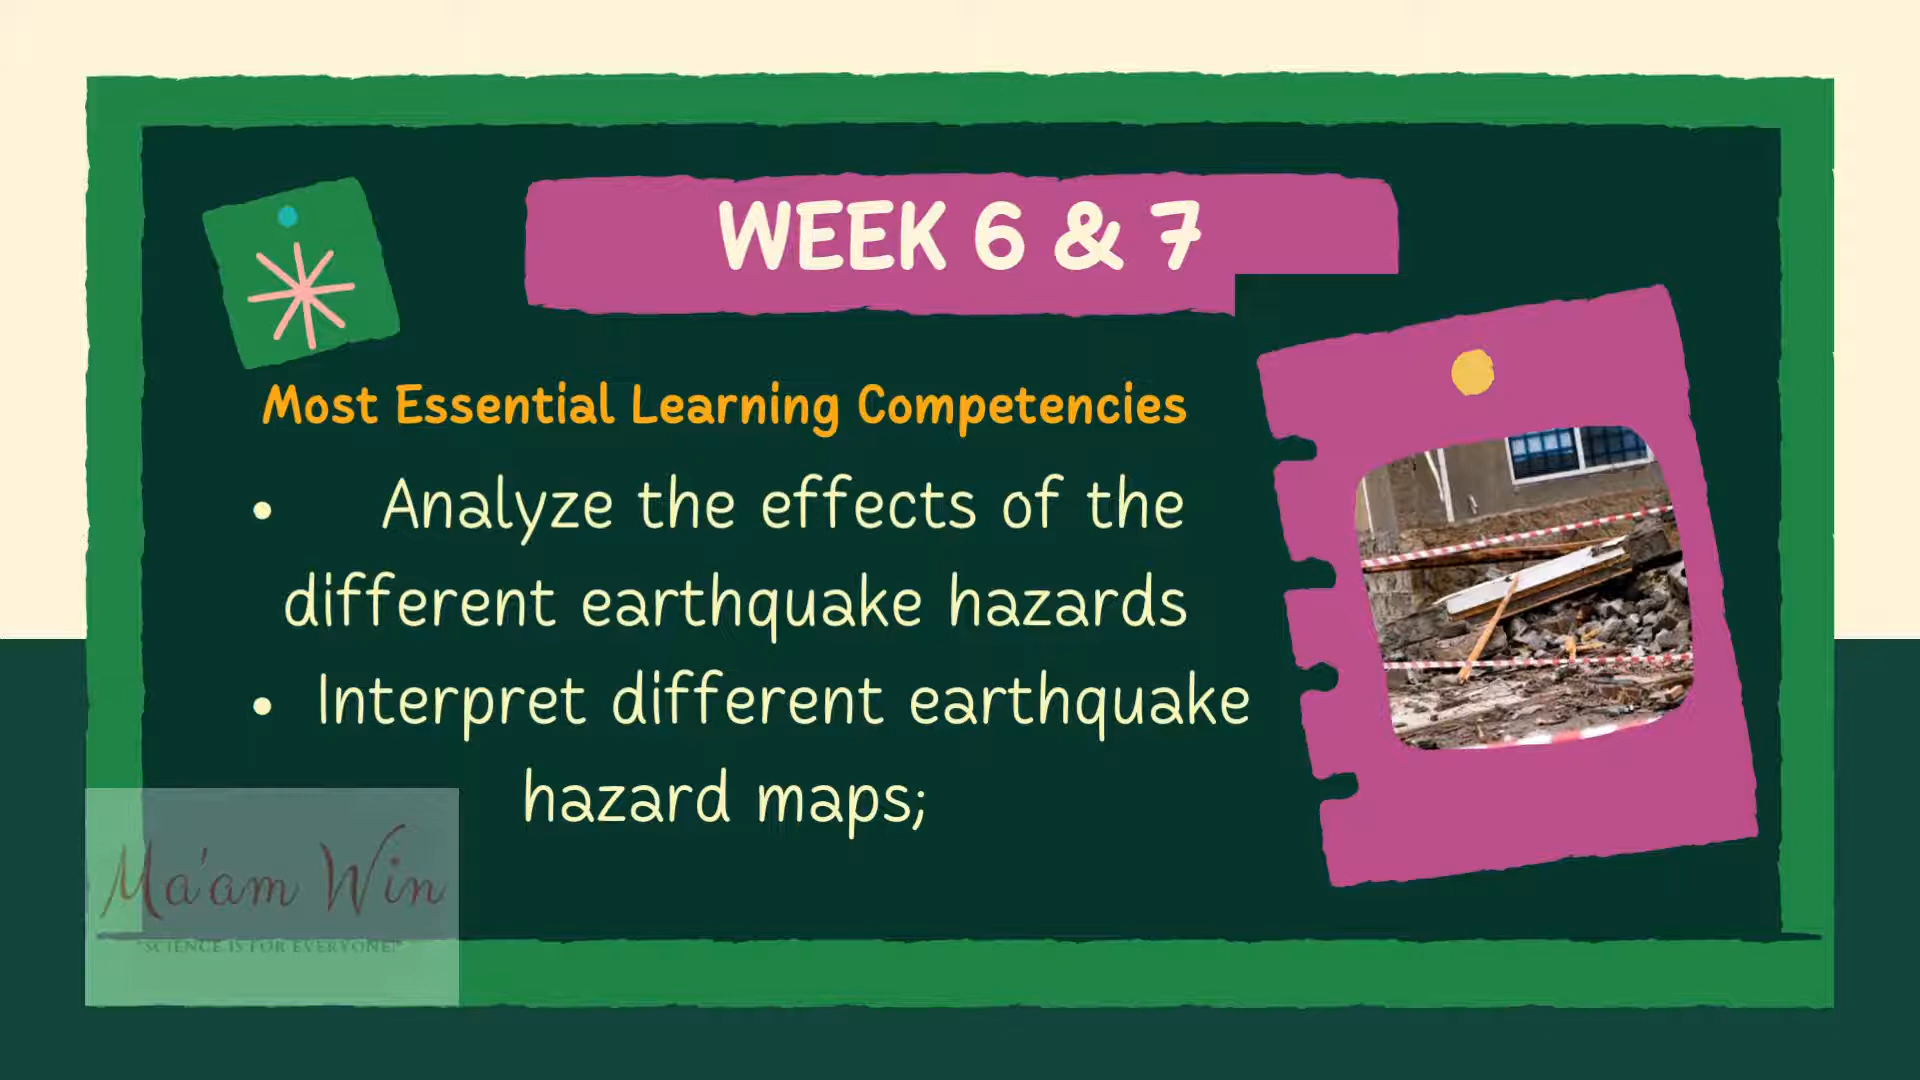 WEEK 6 & 7
Most Essential Learning Competencies
• Analyze the effects of the
different earthquake hazards
• Interpret different earthquake
hazard maps;
Ma'am Win
"SCIENCE IS FOR EVERYONE!"